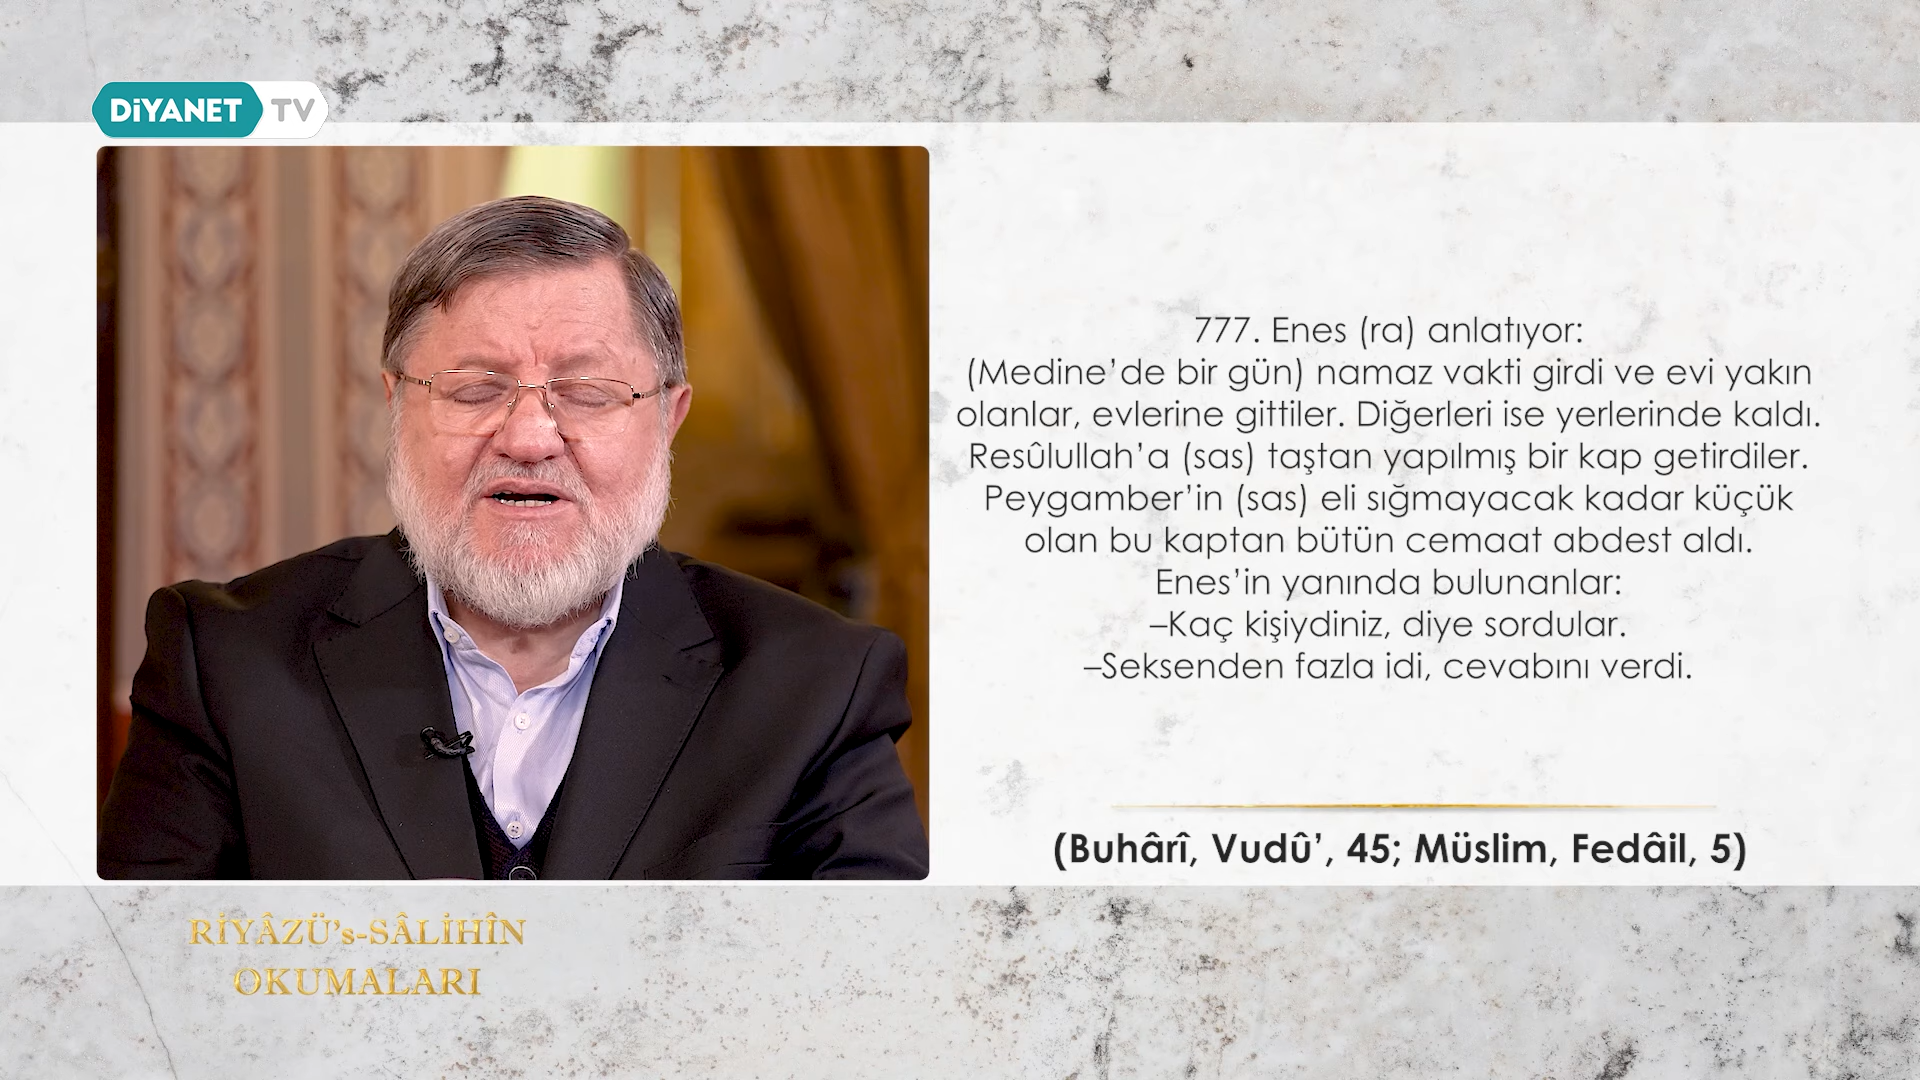 DİYANET TV
777. Enes (ra) anlatıyor:
(Medine’de bir gün) namaz vakti girdi ve evi yakın
olanlar, evlerine gittiler. Diğerleri ise yerlerinde kaldı.
Resûlullah’a (sas) taştan yapılmış bir kap getirdiler.
Peygamber’in (sas) eli sığmayacak kadar küçük
olan bu kaptan bütün cemaat abdest aldı.
Enes’in yanında bulunanlar:
–Kaç kişiydiniz, diye sordular.
–Seksenden fazla idi, cevabını verdi.
(Buhârî, Vudû’, 45; Müslim, Fedâil, 5)
RİYÂZÜ’s-SÂLİHÎN
OKUMALARI